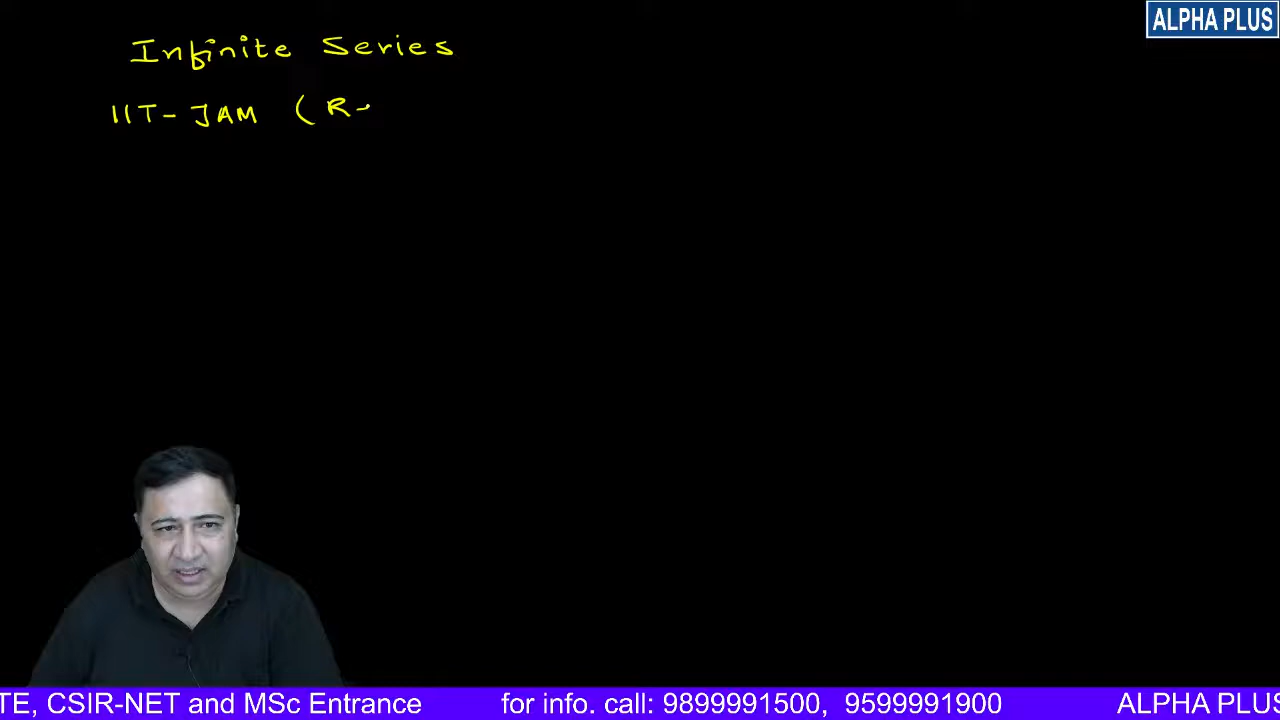 ALPHA PLUS
Infinite Series
IIT-JAM (R-
TE, CSIR-NET and MSc Entrance for info. call: 9899991500, 9599991900 ALPHA PLUS